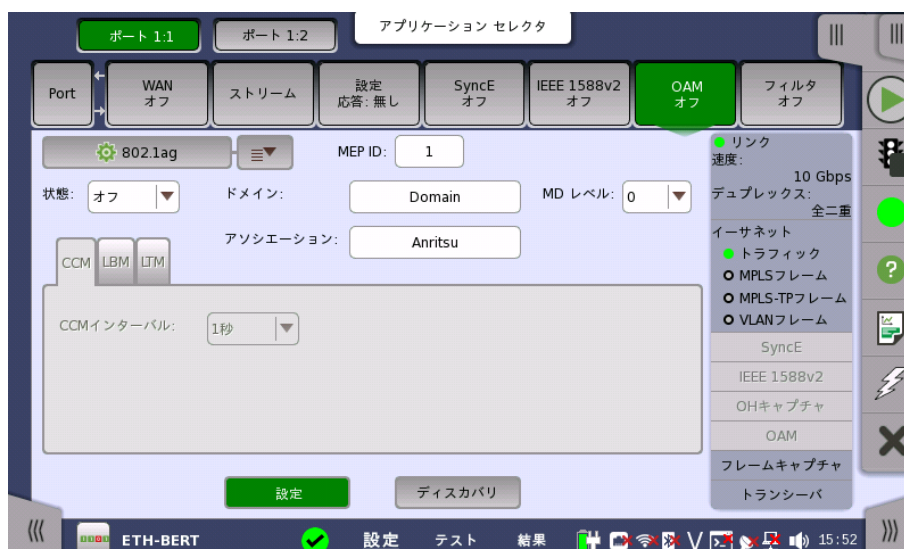 アプリケーション セレクタ
ポート 1:1
ポート 1:2
Port
WAN
オフ
ストリーム
設定
応答: 無し
SyncE
オフ
IEEE 1588v2
オフ
OAM
オフ
フィルタ
オフ
802.1ag
MEP ID:
1
状態:
オフ
ドメイン:
Domain
MD レベル:
0
アソシエーション:
Anritsu
CCM
LBM
LTM
CCMインターバル:
1秒
設定
ディスカバリ
リンク
速度:
10 Gbps
デュプレックス:
全二重
イーサネット
トラフィック
MPLSフレーム
MPLS-TPフレーム
VLANフレーム
SyncE
IEEE 1588v2
OHキャプチャ
OAM
フレームキャプチャ
トランシーバ
ETH-BERT
設定
テスト
結果
15:52